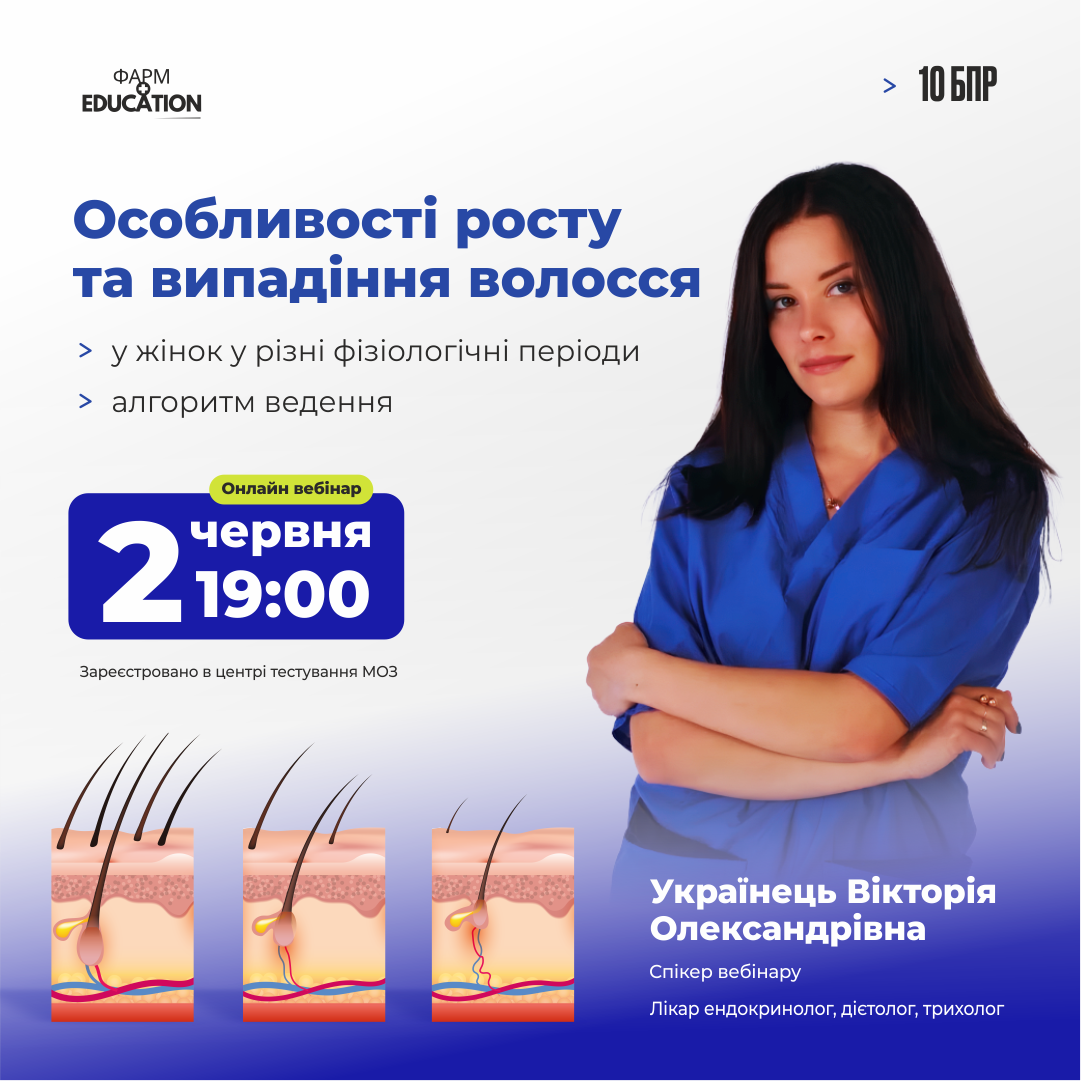 ФАРМ
EDUCATION
> 10 БПР
Особливості росту
та випадіння волосся
> у жінок у різні фізіологічні періоди
> алгоритм ведення
Онлайн вебінар
2 червня
19:00
Зареєстровано в центрі тестування МОЗ
Українець Вікторія
Олександрівна
Спікер вебінару
Лікар ендокринолог, дієтолог, трихолог